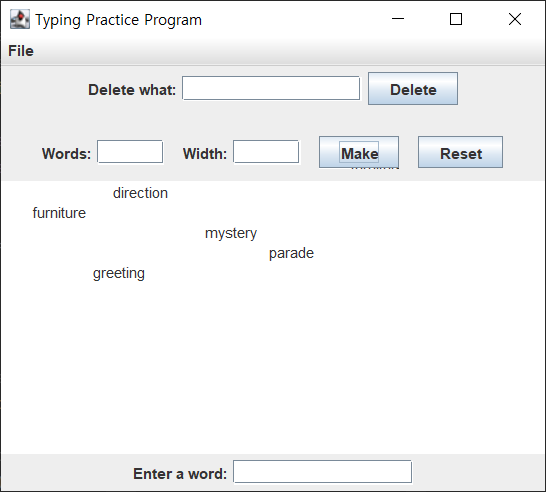 Typing Practice Program
File
Delete what: Delete
Words: Width: Make Reset
direction
furniture
mystery
parade
greeting
Enter a word: